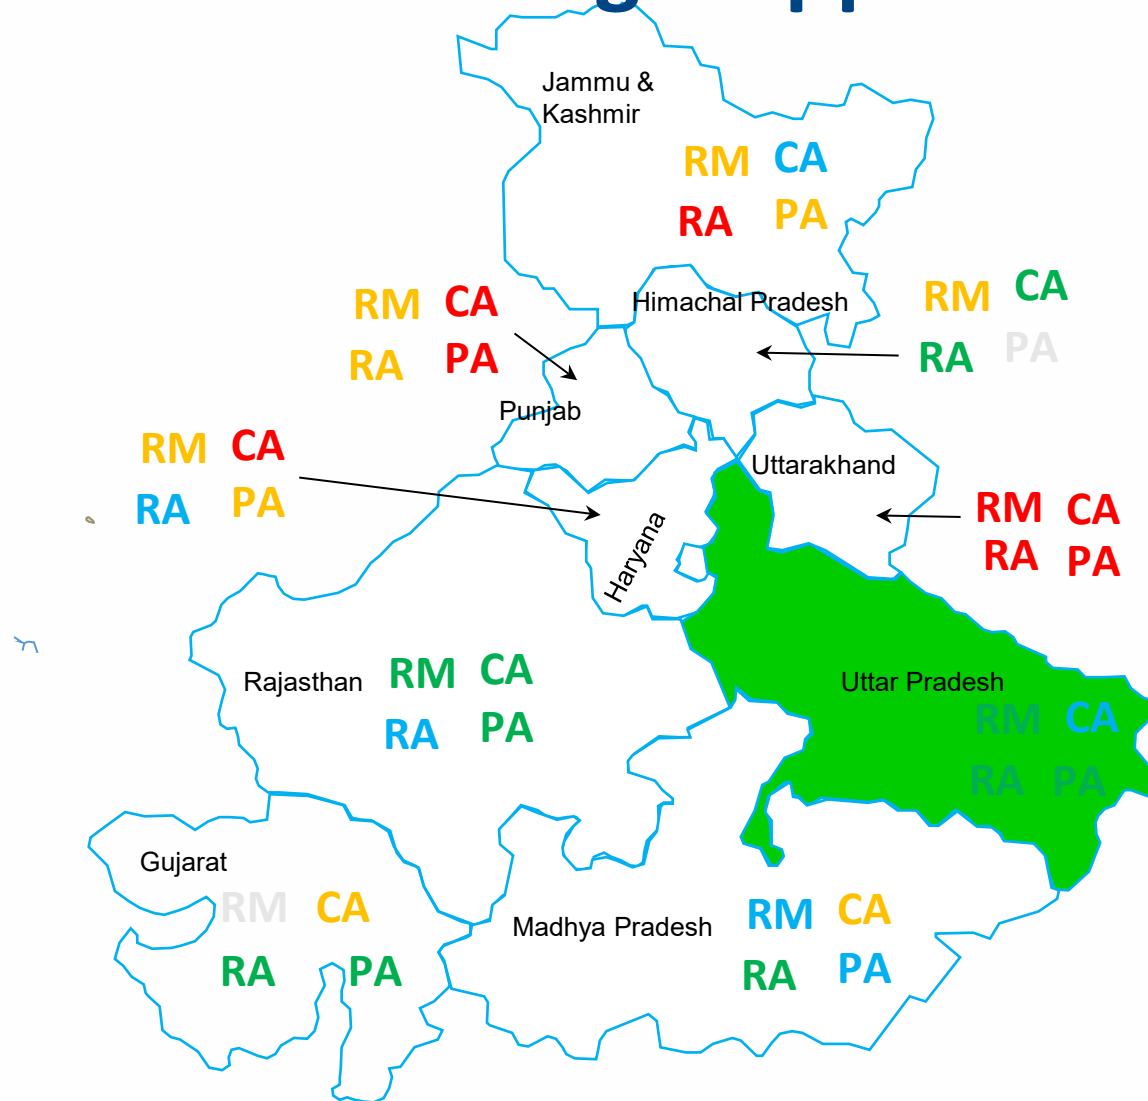 Jammu &
Kashmir
RM CA
RA PA
Himachal Pradesh
RM CA
RA PA
RM CA
RA PA
Punjab
RM CA
RA PA
Uttarakhand
RM CA
RA PA
Haryana
Rajasthan
RM CA
RA PA
Uttar Pradesh
RM CA
RA PA
Gujarat
RM CA
RA PA
Madhya Pradesh
RM CA
RA PA